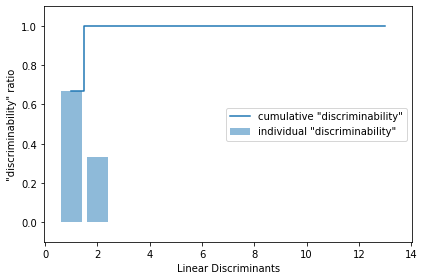 1.0
0.8
0.6
0.4
0.2
0.0
"discriminability" ratio
cumulative "discriminability"
individual "discriminability"
0 2 4 6 8 10 12 14
Linear Discriminants